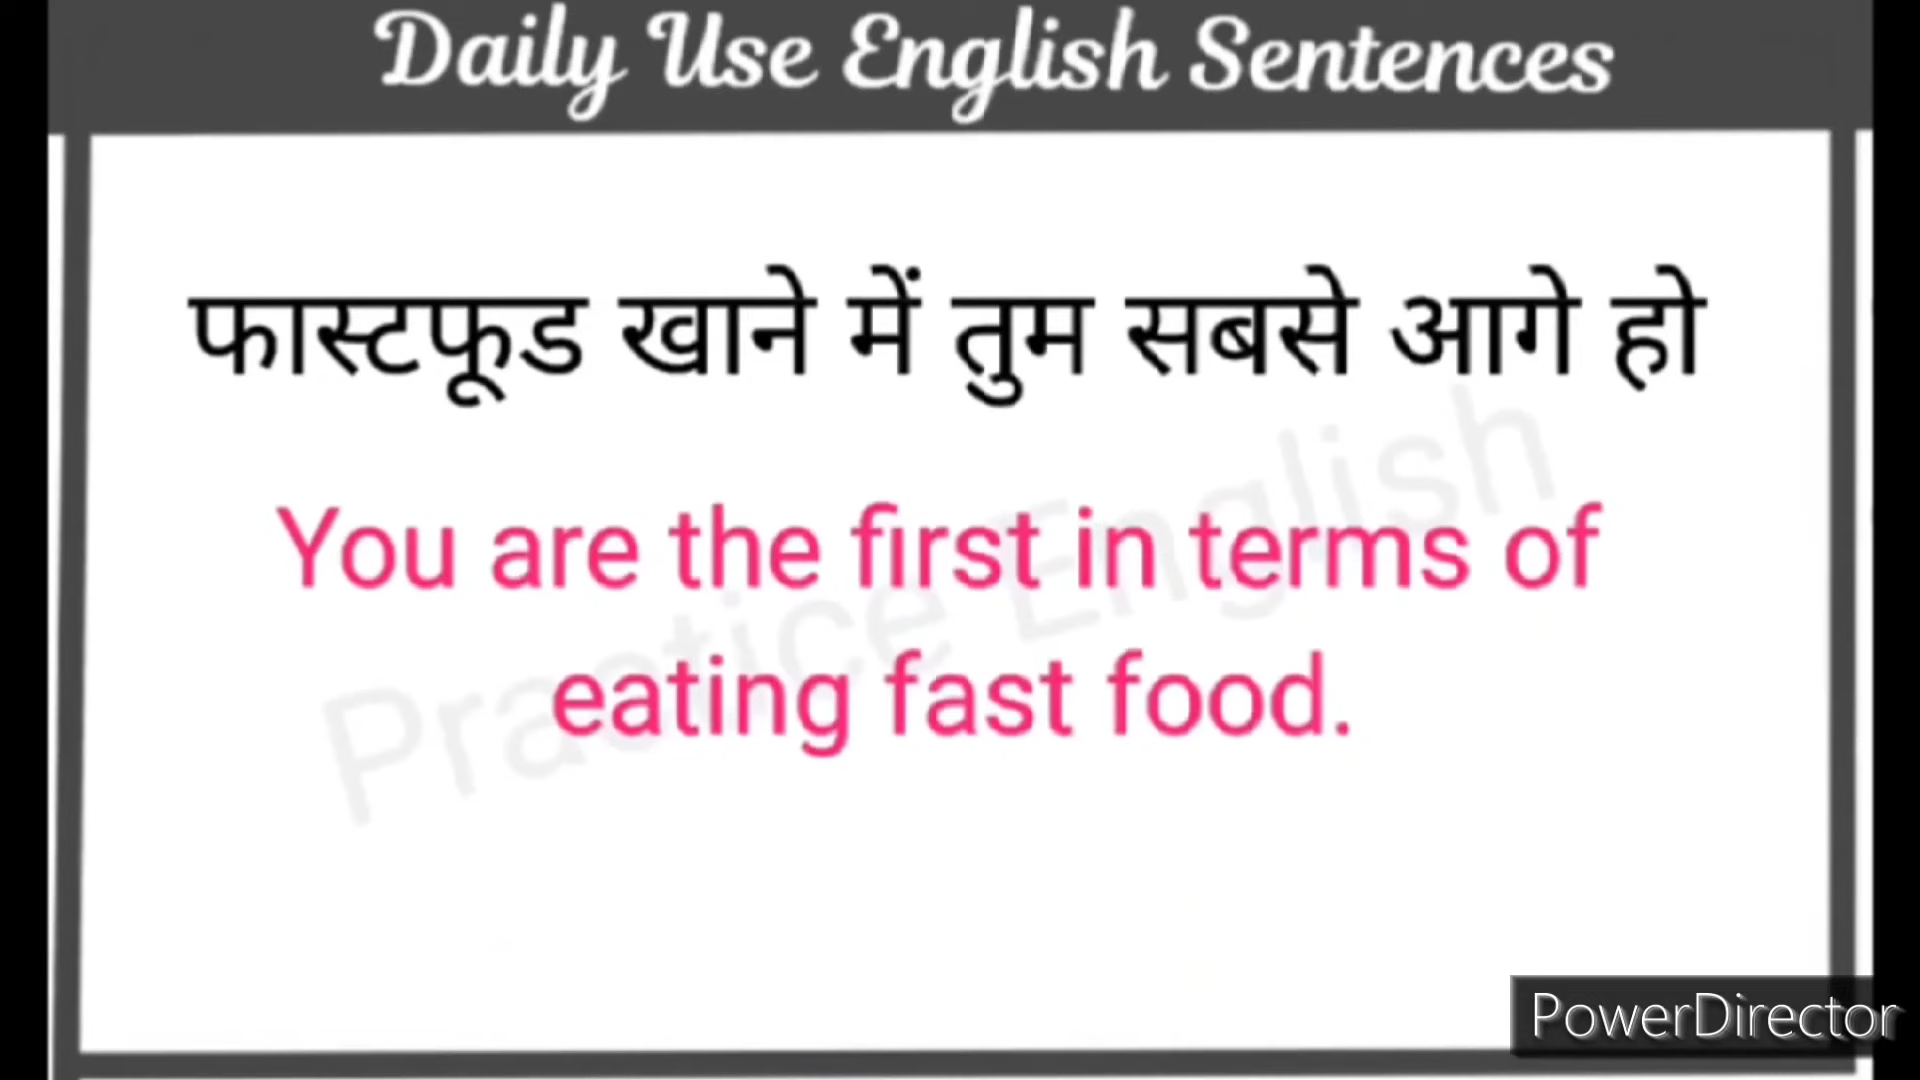 Daily Use English Sentences
फास्टफूड खाने में तुम सबसे आगे हो
You are the first in terms of
eating fast food.
Practice English
PowerDirector